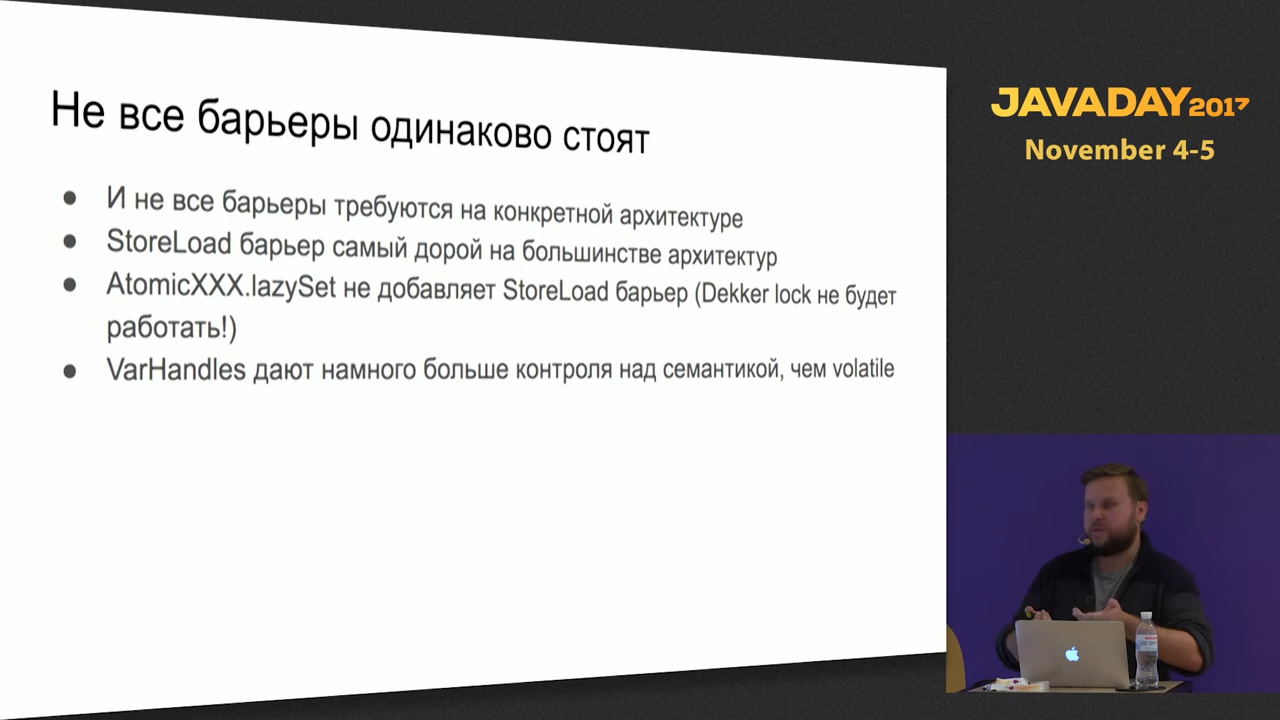 Не все барьеры одинаково стоят
И не все барьеры требуются на конкретной архитектуре
StoreLoad барьер самый дорой на большинстве архитектур
AtomicXXX.lazySet не добавляет StoreLoad барьер (Dekker lock не будет
работать!)
VarHandles дают намного больше контроля над семантикой, чем volatile
JAVADAY2017
November 4-5